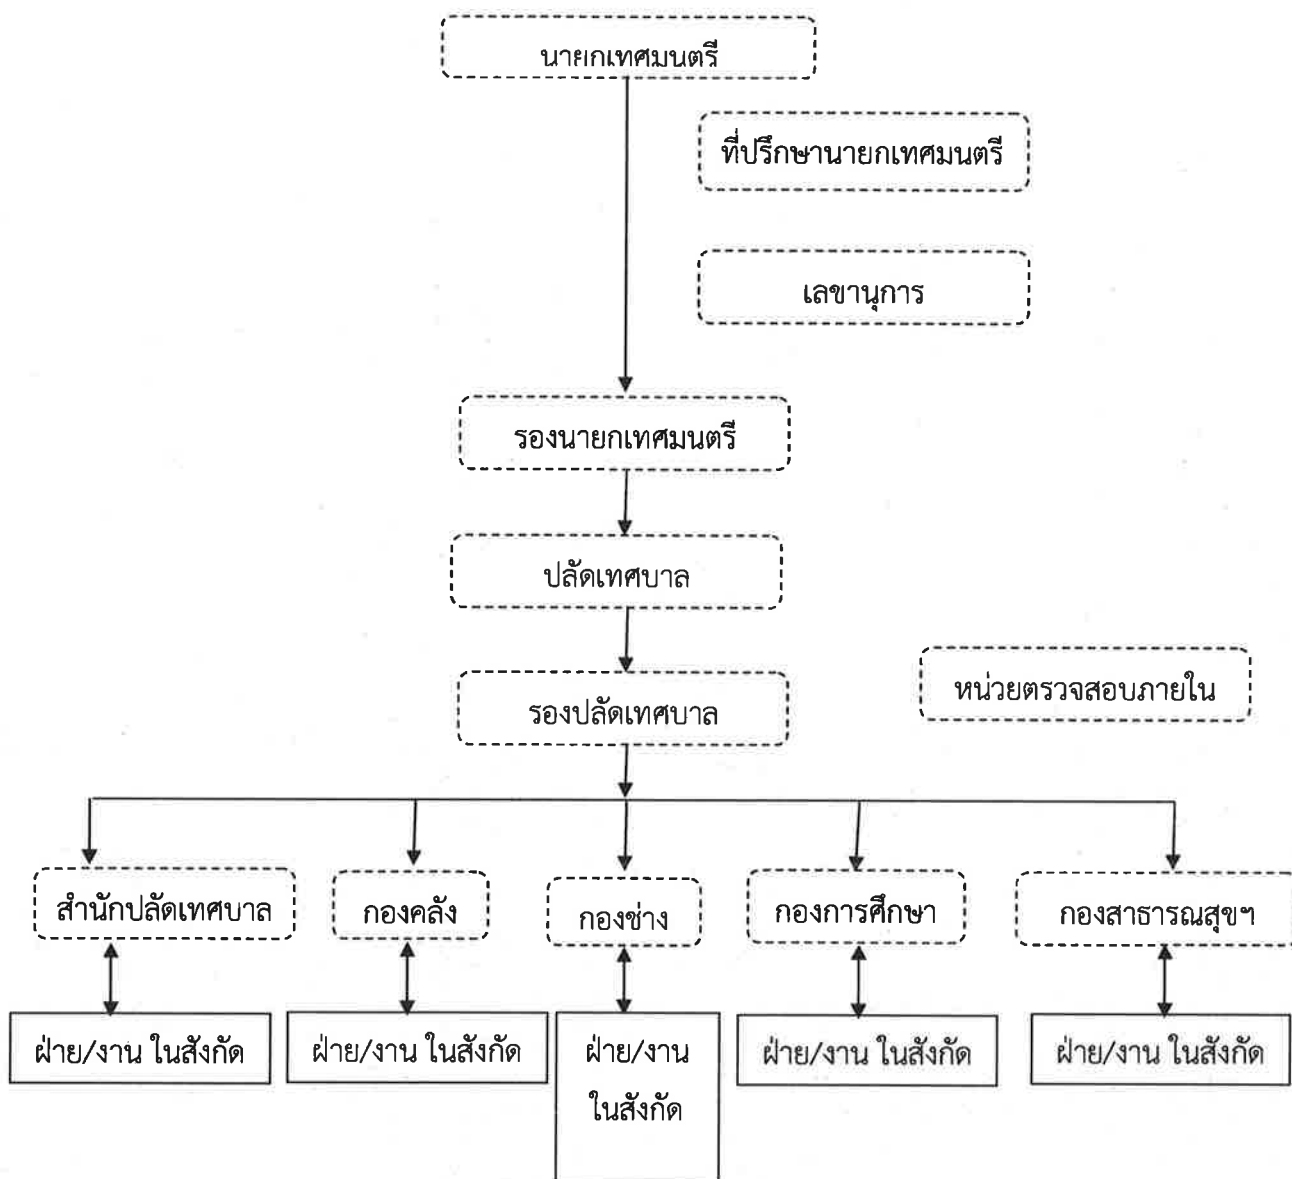 นายกเทศมนตรี
ที่ปรึกษานายกเทศมนตรี
เลขานุการ
รองนายกเทศมนตรี
ปลัดเทศบาล
หน่วยตรวจสอบภายใน
รองปลัดเทศบาล
สำนักปลัดเทศบาล
กองคลัง
กองช่าง
กองการศึกษา
กองสาธารณสุขฯ
ฝ่าย/งาน ในสังกัด
ฝ่าย/งาน ในสังกัด
ฝ่าย/งาน
ในสังกัด
ฝ่าย/งาน ในสังกัด
ฝ่าย/งาน ในสังกัด